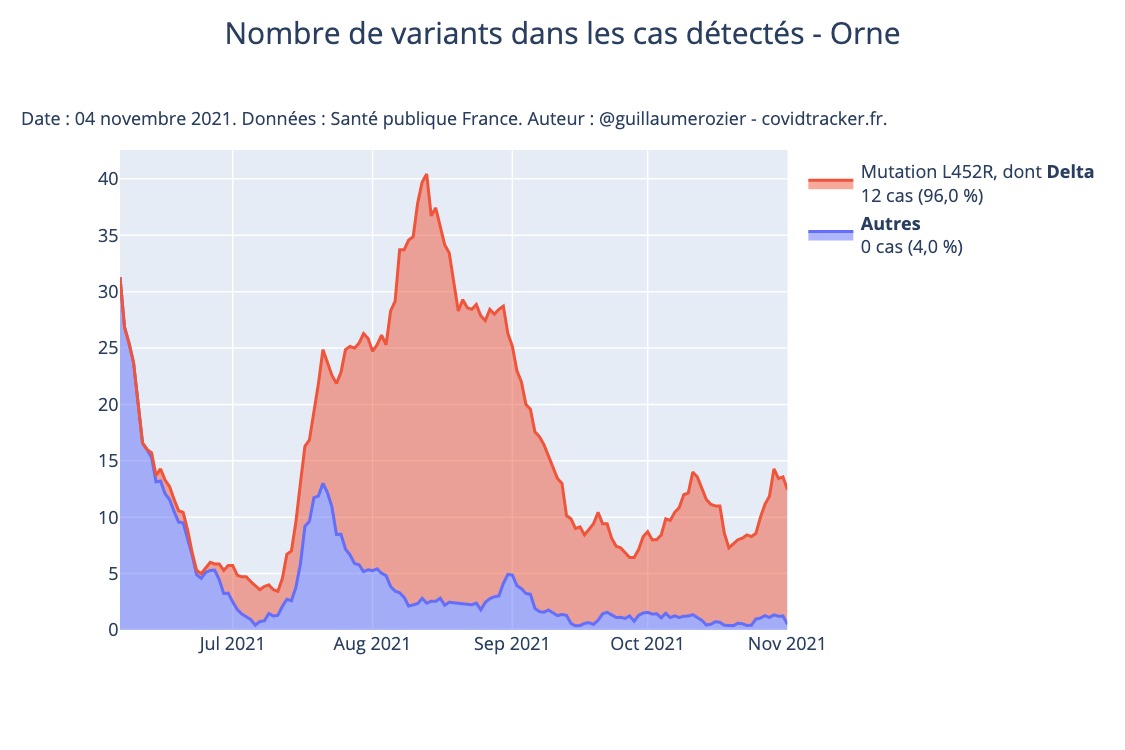 Nombre de variants dans les cas détectés - Orne
Date : 04 novembre 2021. Données : Santé publique France. Auteur : @guillaumerozier - covidtracker.fr.
Mutation L452R, dont Delta
12 cas (96,0 %)
Autres
0 cas (4,0 %)
40
35
30
25
20
15
10
5
0
Jul 2021
Aug 2021
Sep 2021
Oct 2021
Nov 2021